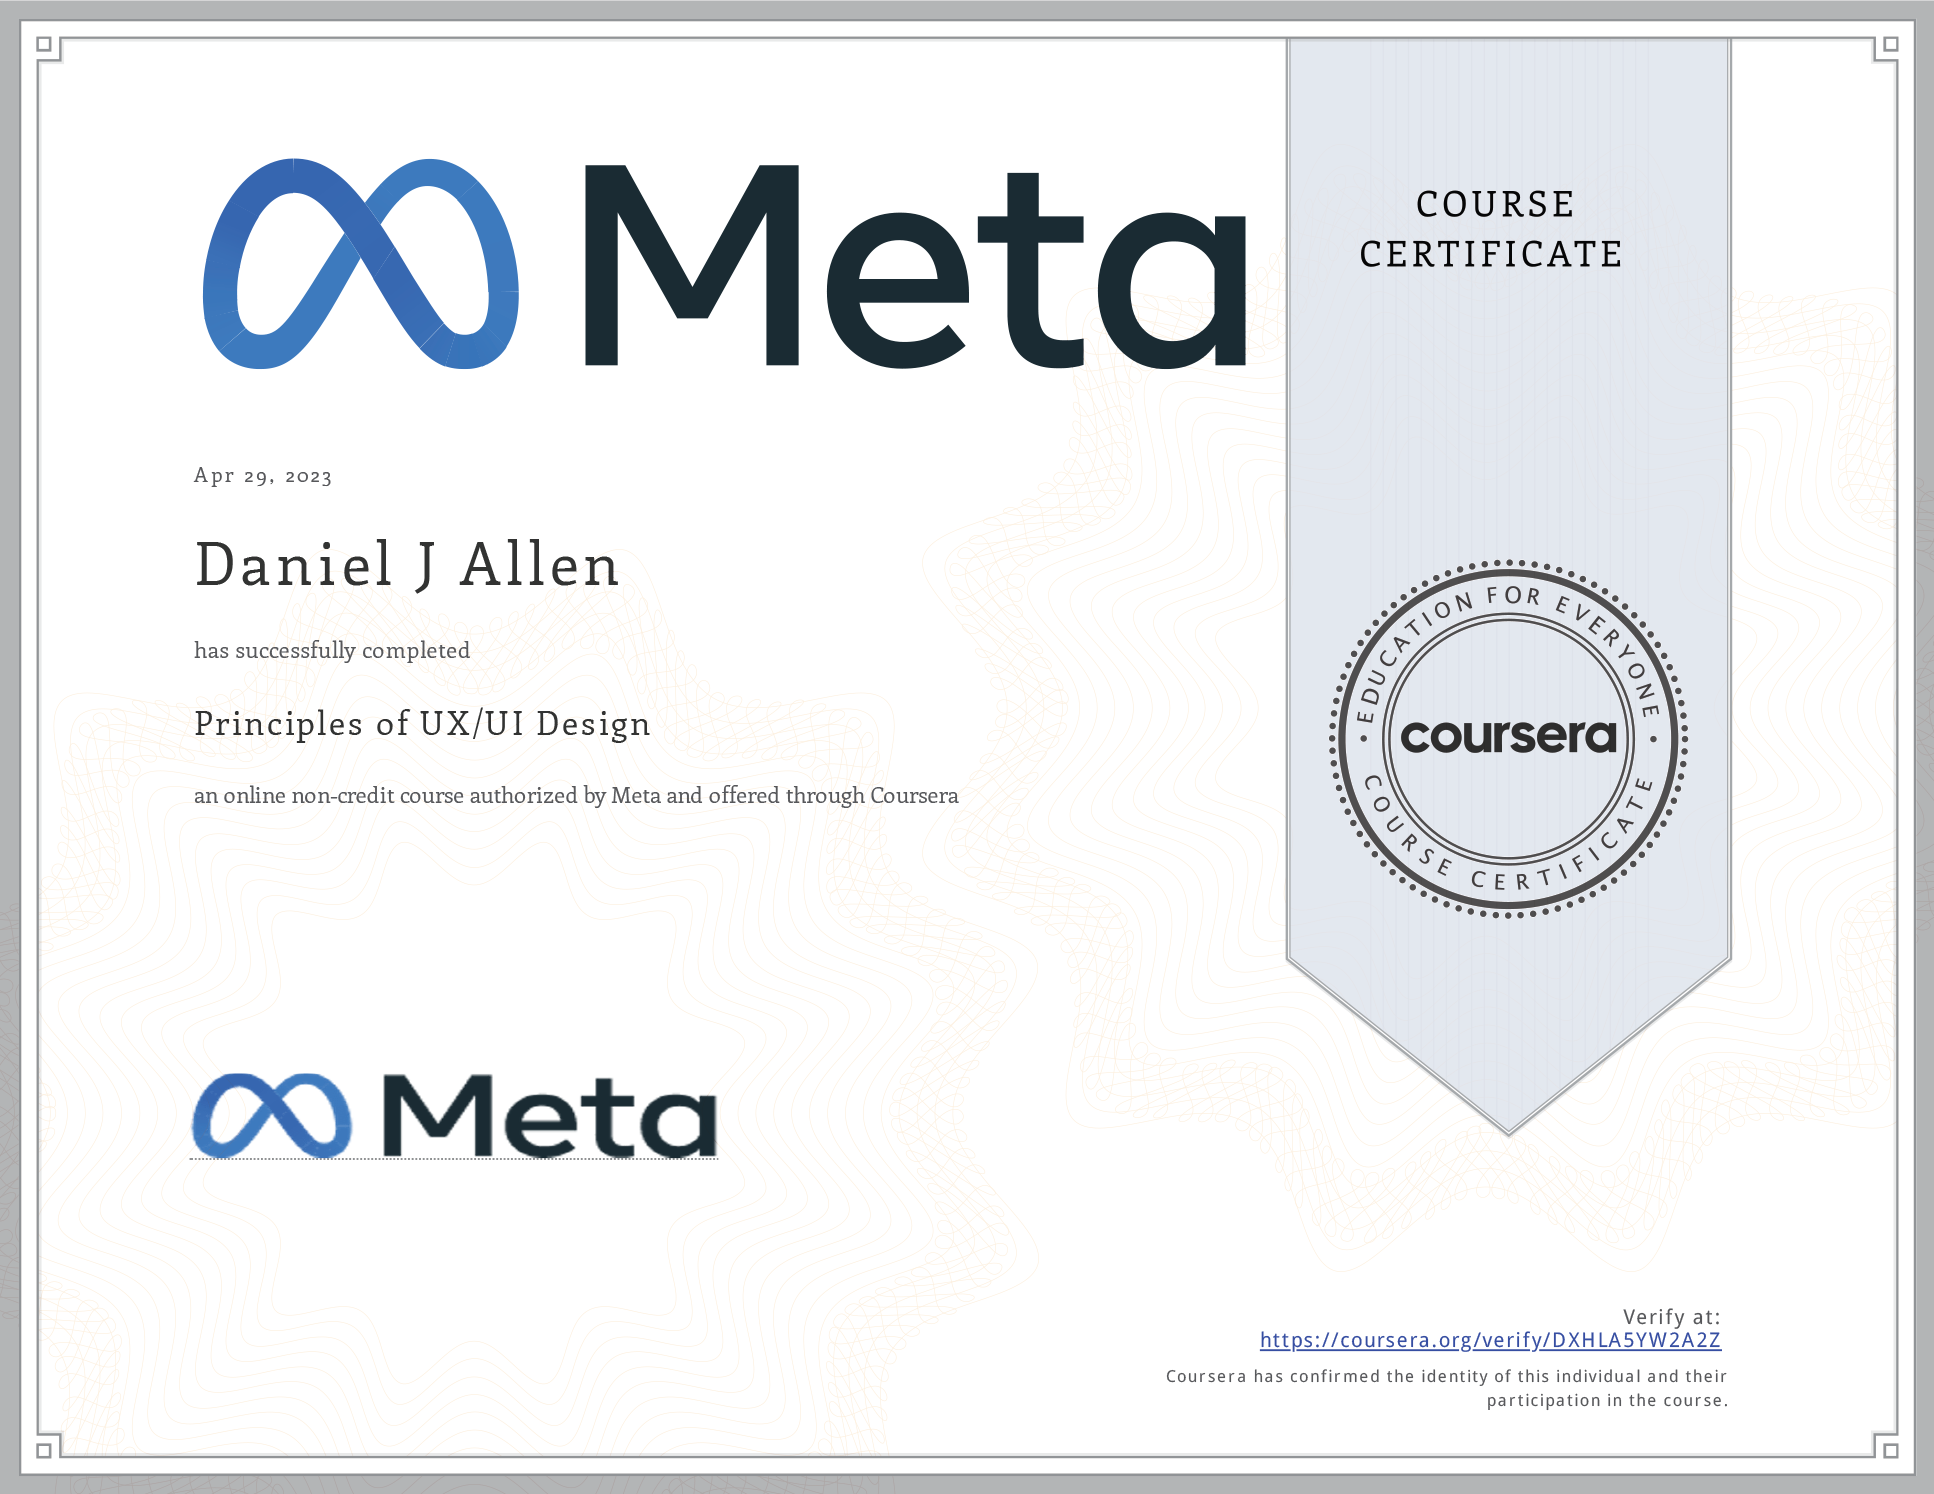 Meta
COURSE
CERTIFICATE
Apr 29, 2023
Daniel J Allen
has successfully completed
Principles of UX/UI Design
an online non-credit course authorized by Meta and offered through Coursera
EDUCATION FOR EVERYONE
coursera
COURSE CERTIFICATE
Meta
Verify at:
https://coursera.org/verify/DXHLA5YW2A2Z
Coursera has confirmed the identity of this individual and their
participation in the course.